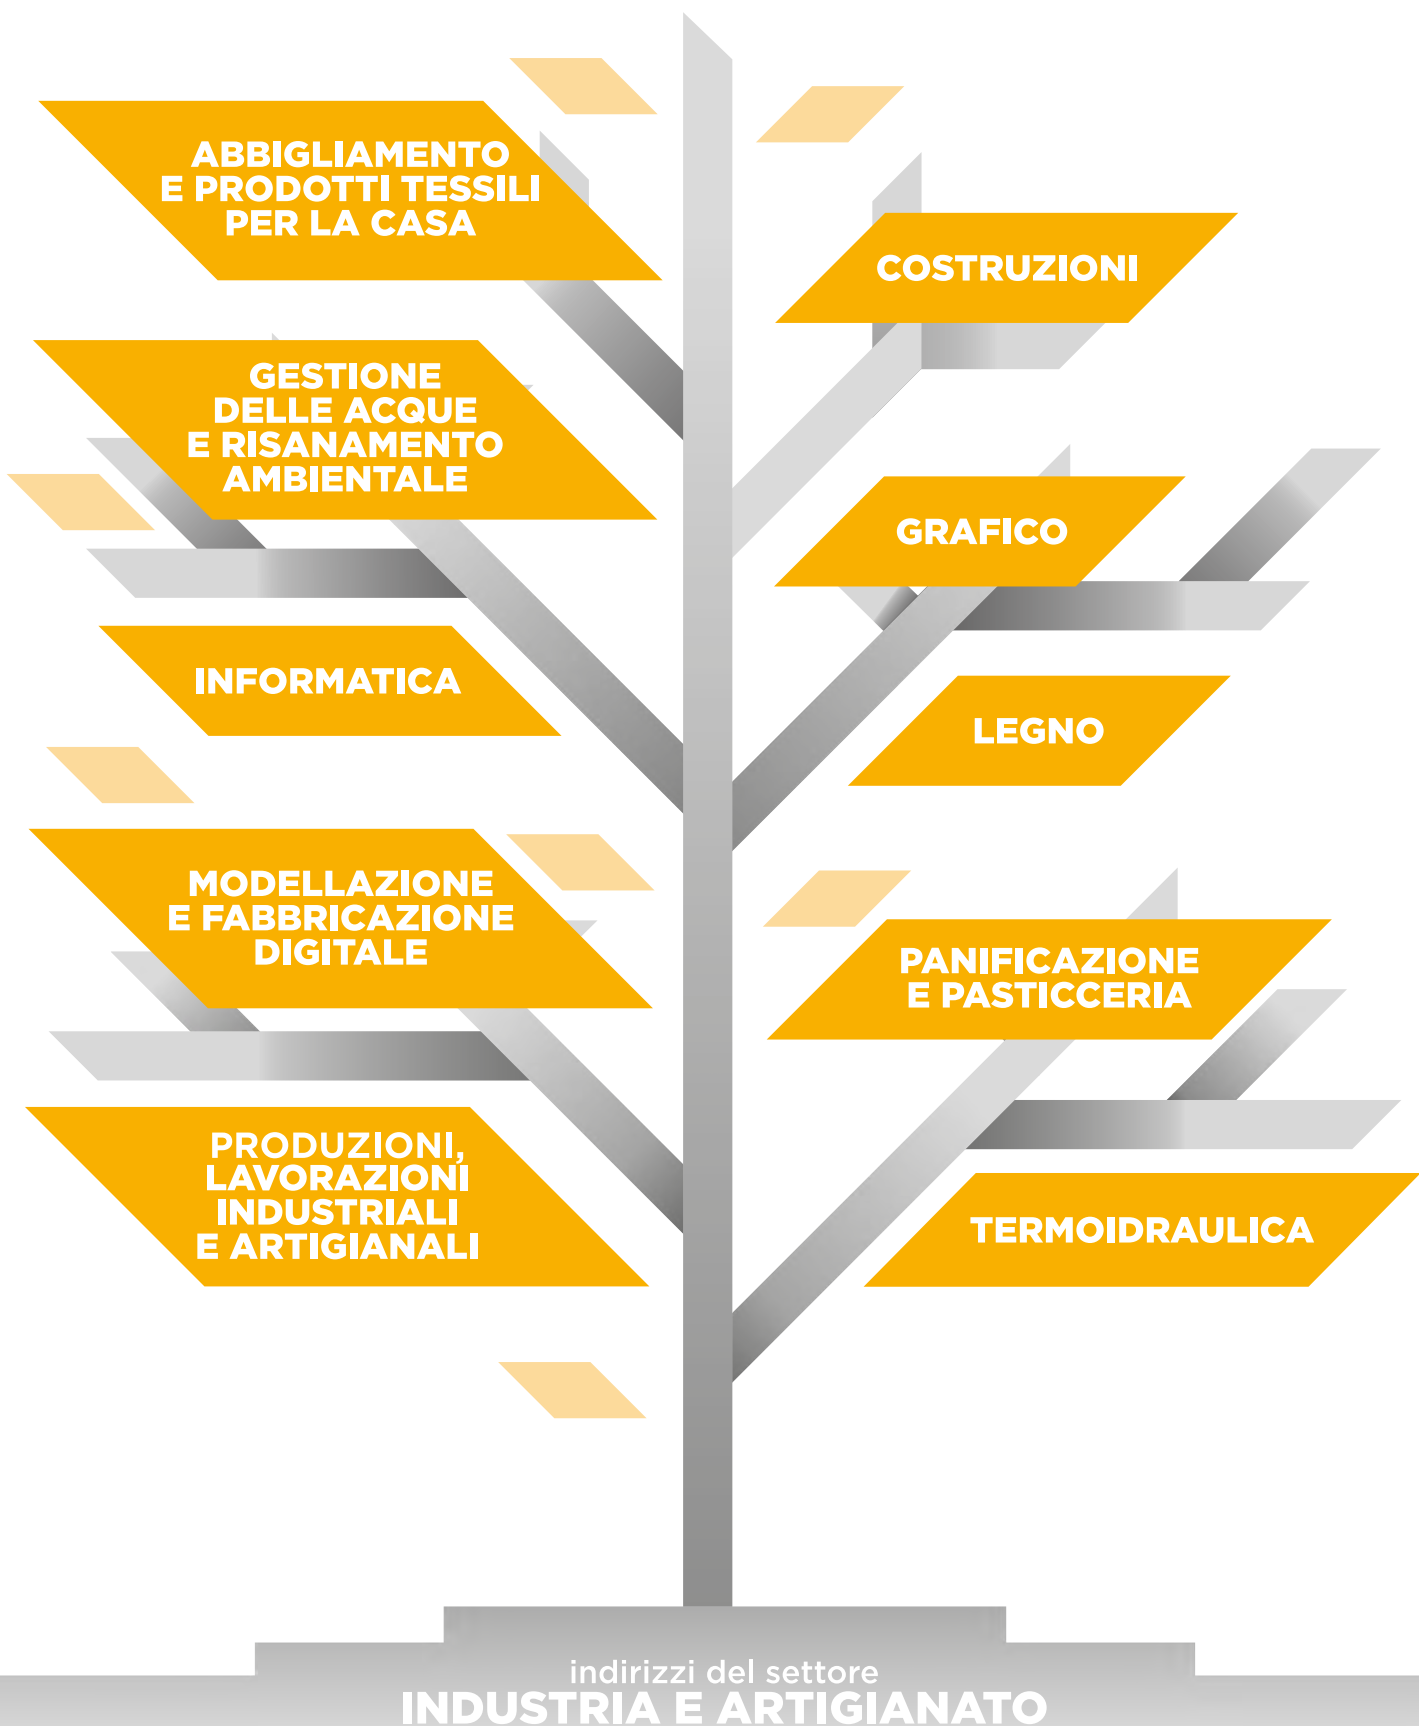 ABBIGLIAMENTO
E PRODOTTI TESSILI
PER LA CASA
COSTRUZIONI
GESTIONE
DELLE ACQUE
E RISANAMENTO
AMBIENTALE
GRAFICO
INFORMATICA
LEGNO
MODELLAZIONE
E FABBRICAZIONE
DIGITALE
PANIFICAZIONE
E PASTICCERIA
PRODUZIONI,
LAVORAZIONI
INDUSTRIALI
E ARTIGIANALI
TERMOIDRAULICA
indirizzi del settore
INDUSTRIA E ARTIGIANATO